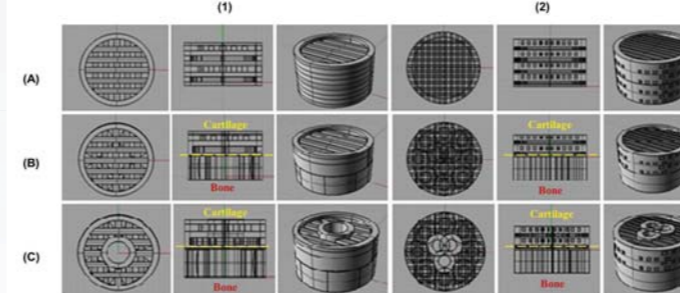 (1) (2)
(A)
(B)
Cartilage Cartilage
Bone Bone
(C)
Cartilage Cartilage
Bone Bone